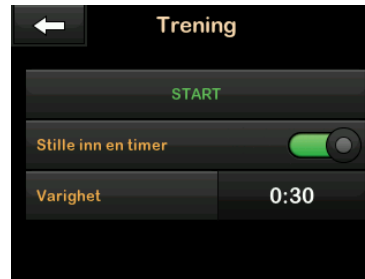 Trening
START
Stille inn en timer
Varighet 0:30